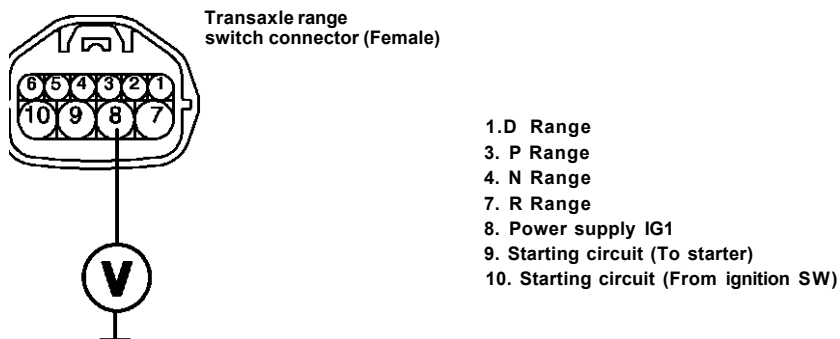 Transaxle range
switch connector (Female)
6 5 4 3 2 1
10 9 8 7
1.D Range
3. P Range
4. N Range
7. R Range
8. Power supply IG1
9. Starting circuit (To starter)
10. Starting circuit (From ignition SW)
V